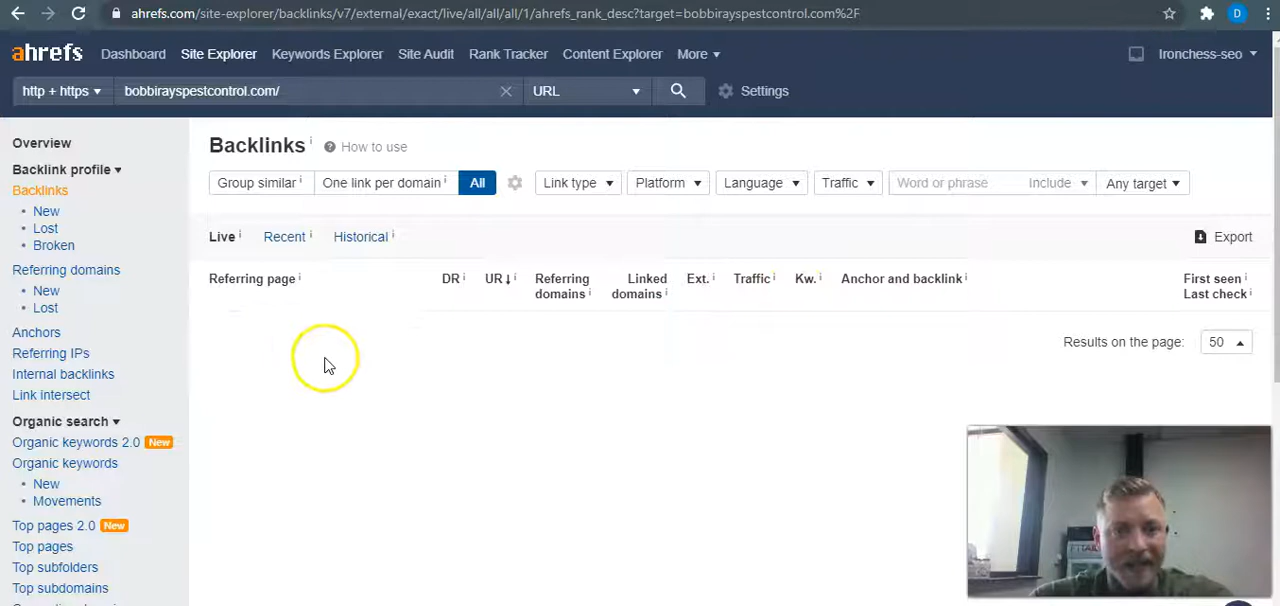 ahrefs.com/site-explorer/backlinks/v7/external/exact/live/all/all/all/1/ahrefs_rank_desc?target=bobbirayspestcontrol.com%2F
D
ahrefs Dashboard Site Explorer Keywords Explorer Site Audit Rank Tracker Content Explorer More Ironchess-seo
http + https bobbirayspestcontrol.com/ URL Settings
Overview
Backlink profile
Backlinks
New
Lost
Broken
Referring domains
New
Lost
Anchors
Referring IPs
Internal backlinks
Link intersect
Organic search
Organic keywords 2.0 New
Organic keywords
New
Movements
Top pages 2.0 New
Top pages
Top subfolders
Top subdomains
Backlinks i ? How to use
Group similar i One link per domain i All Link type Platform Language Traffic Word or phrase Include Any target
Live i Recent i Historical i Export
Referring page i DR i UR i Referring domains i Linked domains i Ext. i Traffic i Kw. i Anchor and backlink i First seen i
Last check i
Results on the page: 50